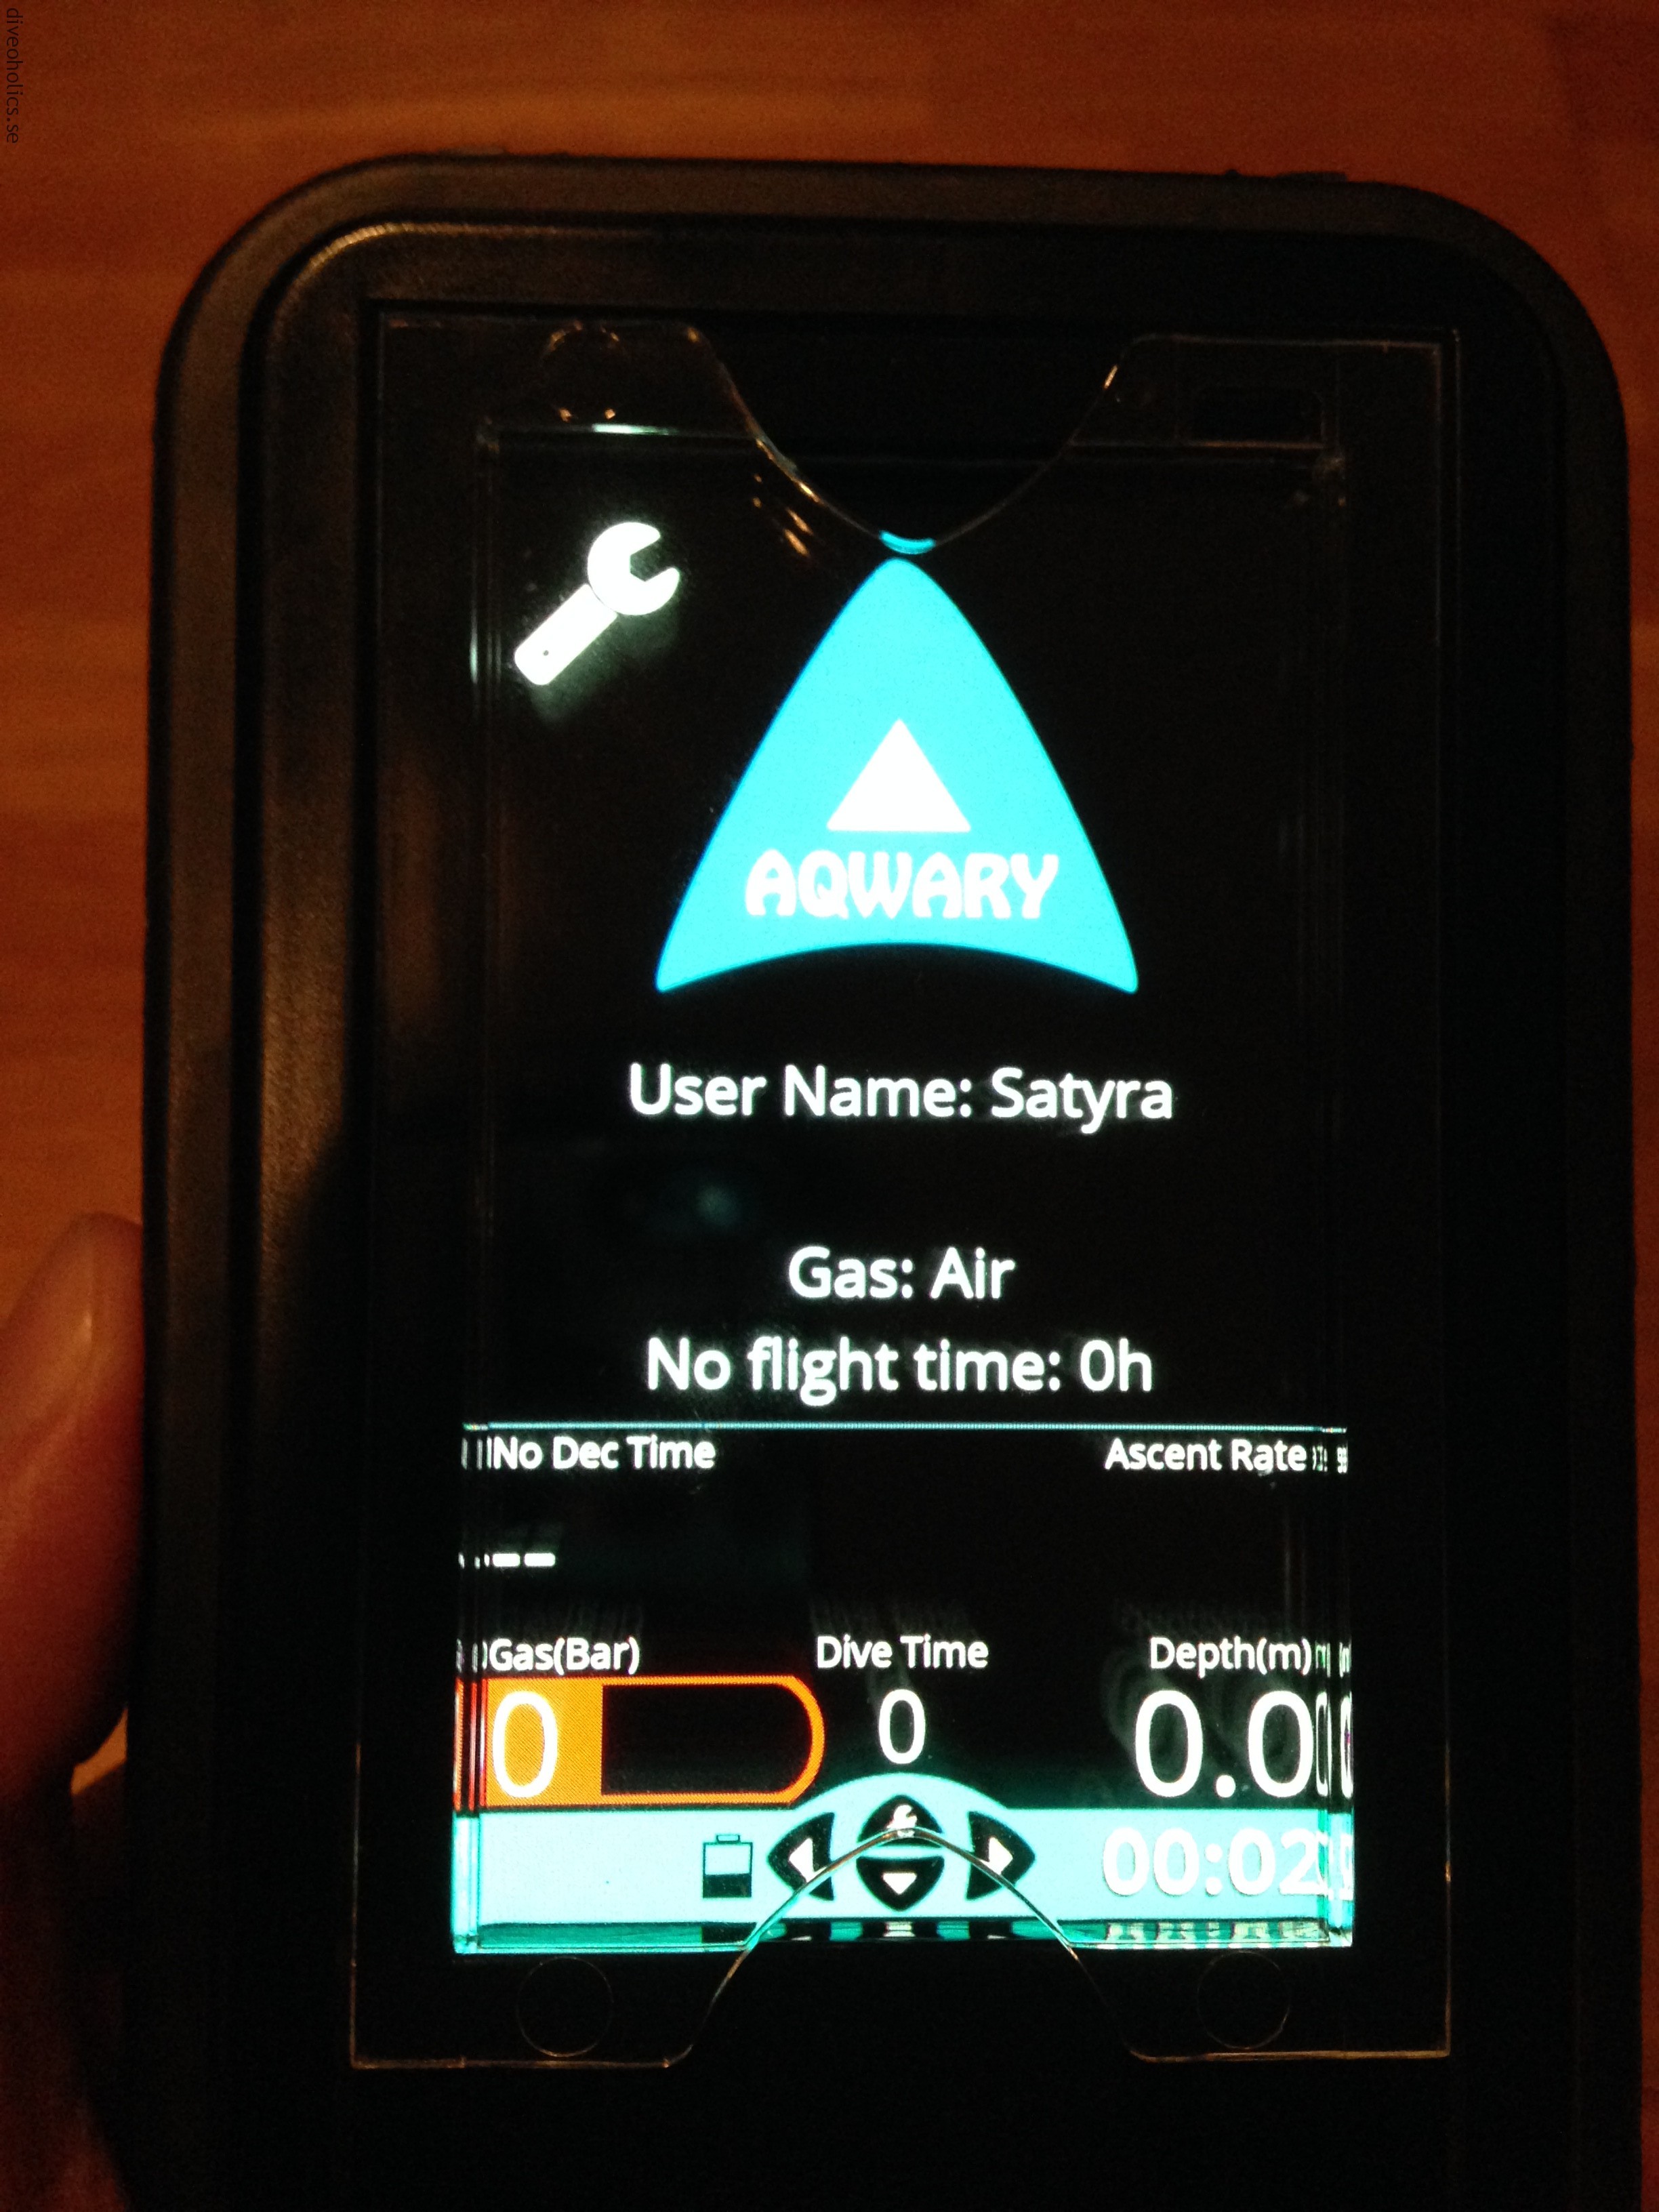 diveoholics.se
AQWARY
User Name: Satyra
Gas: Air
No flight time: 0h
No Dec Time
Ascent Rate
---
Gas(Bar)
Dive Time
Depth(m)
0
0
0.0
00:02